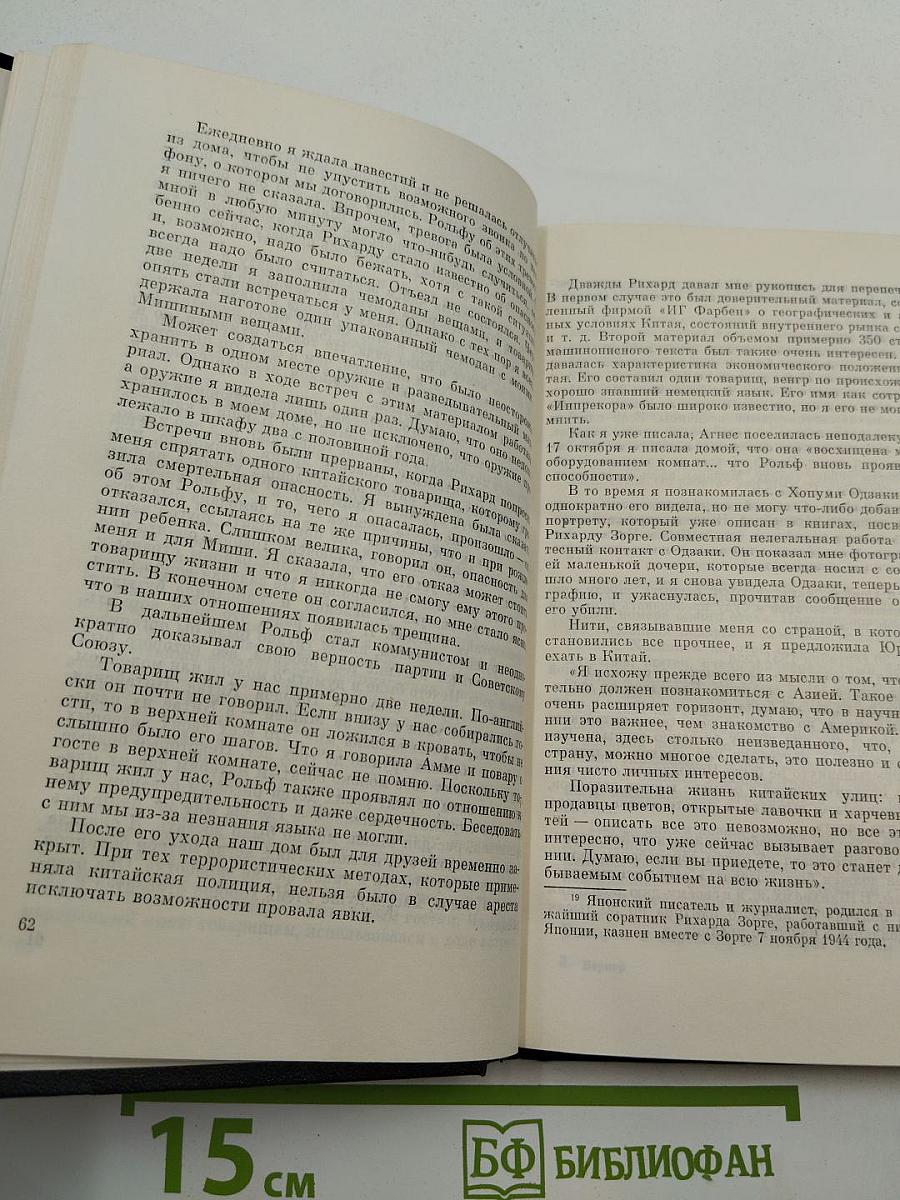 Ежедневно я ждала известий и не решалась отлу
из дома, чтобы не упустить возможного звонка по
фону, о котором мы договорились. Рольфу об этих
я ничего не сказала. Впрочем, тревога была условной.
мной в любую минуту могло что-нибудь случиться,
бенно сейчас, когда Рихарду стало известно об опасно
и, возможно, надо было бежать, хотя с такой ситуа
всегда надо было считаться. Отъезд не состоялся.
две недели я заполнила чемоданы вещами, и товарищи
опять стали встречаться у меня. Однако с тех пор я
держала наготове один упакованный чемодан с моими
Мишиными вещами.
Может создаться впечатление, что было неосторожно
хранить в одном месте оружие и разведывательный
риал. Однако в ходе встреч с этим материалом работали,
а оружие я видела лишь один раз. Думаю, что оно недолго
хранилось в моем доме, но не исключено, что оружие
лежало в шкафу два с половиной года.
Встречи вновь были прерваны, когда Рихард попросил
меня спрятать одного китайского товарища, которому гро
зила смертельная опасность. Я вынуждена была сказать
об этом Рольфу, и то, чего я опасалась, произошло —
отказался, ссылаясь на те же причины, что и при рожде
нии ребенка. Слишком велика, говорил он, опасность для
меня и для Миши. Я сказала, что его отказ может стоить
товарищу жизни и что я никогда не смогу ему этого про
стить. В конечном счете он согласился, но мне стало ясно,
что в наших отношениях появилась трещина.
В дальнейшем Рольф стал коммунистом и неодно
кратно доказывал свою верность партии и Советскому
Союзу.
Товарищ жил у нас примерно две недели. По-англий-
ски он почти не говорил. Если внизу у нас собирались го-
сти, то в верхней комнате он ложился в кровать, чтобы не
слышно было его шагов. Что я говорила Амме и повару о
госте в верхней комнате, сейчас не помню. Поскольку то-
варищ жил у нас, Рольф также проявлял по отношению к
нему предупредительность и даже сердечность. Беседовать
с ним мы из-за незнания языка не могли.
После его ухода наш дом был для друзей временно за-
крыт. При тех террористических методах, которые приме-
няла китайская полиция, нельзя было в случае ареста
исключать возможности провала явки.
62
Дважды Рихард давал мне рукопись для перепеч
В первом случае это был доверительный материал, со
ленный фирмой «ИГ Фарбен» о географических и
ных условиях Китая, состояний внутреннего рынка с
и т. д. Второй материал объемом примерно 350 ст
машинописного текста был также очень интересен.
давалась характеристика экономического положен
тая. Его составил один товарищ, венгр по происхож
хорошо знавший немецкий язык. Его имя как сотр
«Инпрекора» было широко известно, но я его не мо
мнить.
Как я уже писала, Агнес поселилась неподалеку
17 октября я писала домой, что она «восхищена м
оборудованием комнат... что Рольф вновь прояв
способности».
В то время я познакомилась с Хопуми Одзаки
однократно его видела, но не могу что-либо добав
портрету, который уже описан в книгах, посв
Рихарду Зорге. Совместная нелегальная работа
тесный контакт с Одзаки. Он показал мне фотогра
ей маленькой дочери, которые всегда носил с со
шло много лет, и я снова увидела Одзаки, теперь
графию, и ужаснулась, прочитав сообщение о
его убили.
Нити, связывавшие меня со страной, в кото
становились все прочнее, и я предложила Юр
ехать в Китай.
«Я исхожу прежде всего из мысли о том, что
тельно должен познакомиться с Азией. Такое
очень расширяет горизонт, думаю, что в научн
нии это важнее, чем знакомство с Америкой.
изучена, здесь столько неизведанного, что,
страну, можно многое сделать, это полезно и с
ния чисто личных интересов.
Поразительна жизнь китайских улиц:
продавцы цветов, открытые лавочки и харчевн
тей — описать все это невозможно, но все эт
интересно, что уже сейчас вызывает разгово
нии. Думаю, если вы приедете, то это станет
бываемым событием на всю жизнь».
19 Японский писатель и журналист, родился в
жайший соратник Рихарда Зорге, работавший с ни
Японии, казнен вместе с Зорге 7 ноября 1944 года.
15 см
БФ БИБЛИОФАН